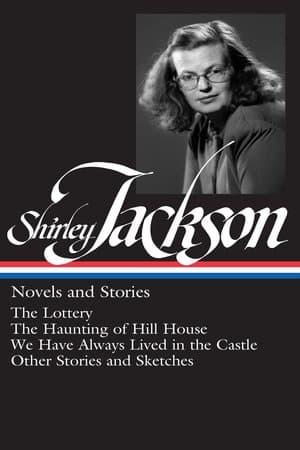 Shirley Jackson
Novels and Stories
The Lottery
The Haunting of Hill House
We Have Always Lived in the Castle
Other Stories and Sketches